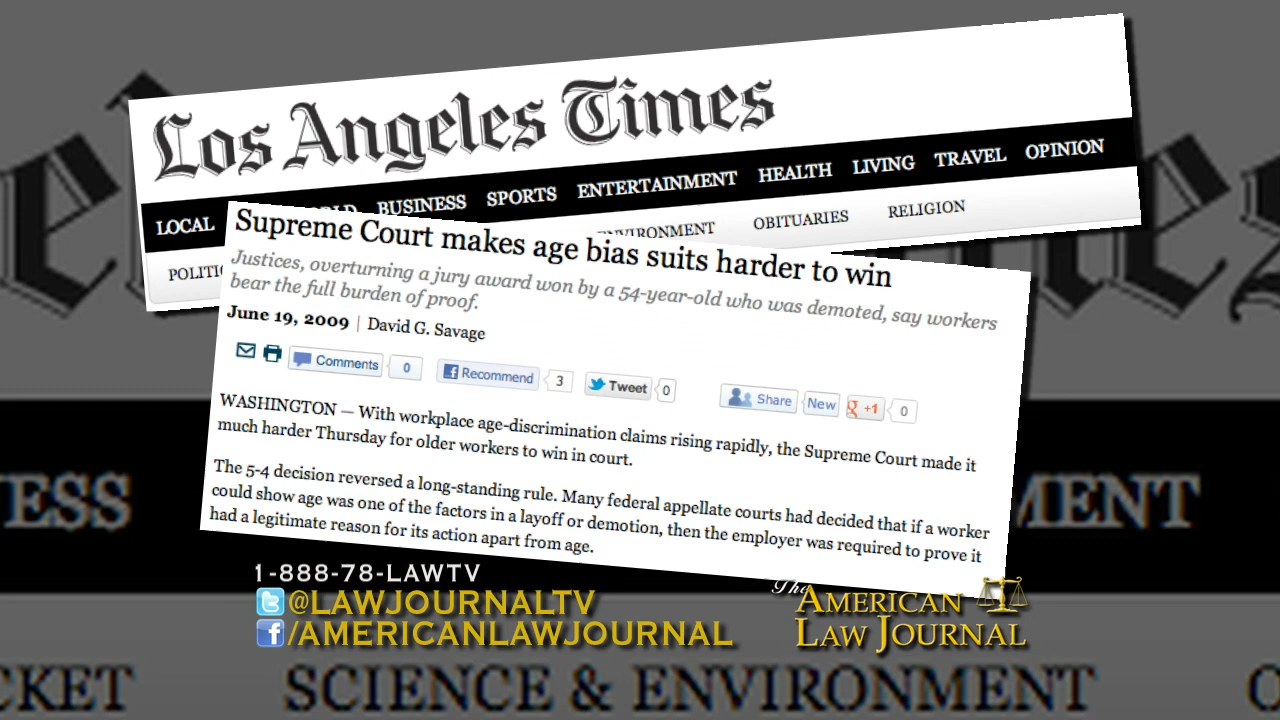 Los Angeles Times
LOCAL BUSINESS SPORTS ENTERTAINMENT HEALTH LIVING TRAVEL OPINION
OBITUARIES RELIGION
Supreme Court makes age bias suits harder to win
Justices, overturning a jury award won by a 54-year-old who was demoted, say workers
bear the full burden of proof.
June 19, 2009 | David G. Savage
Comments 0 Recommend 3 Tweet 0 Share New +1 0
WASHINGTON — With workplace age-discrimination claims rising rapidly, the Supreme Court made it
much harder Thursday for older workers to win in court.
The 5-4 decision reversed a long-standing rule. Many federal appellate courts had decided that if a worker
could show age was one of the factors in a layoff or demotion, then the employer was required to prove it
had a legitimate reason for its action apart from age.
1-888-78-LAWTV
@LAWJOURNALTV
/AMERICANLAWJOURNAL
The
AMERICAN
LAW JOURNAL
SCIENCE & ENVIRONMENT